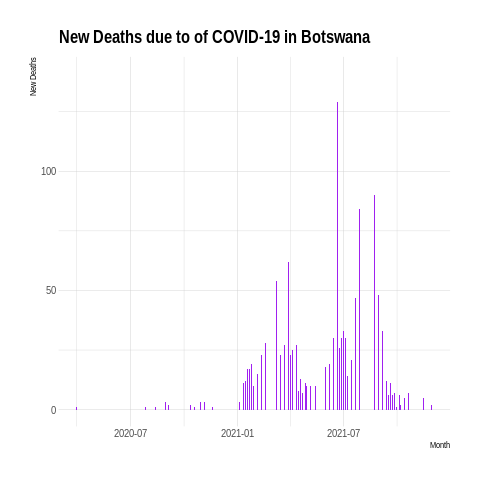 New Deaths due to of COVID-19 in Botswana
New Deaths
100
50
0
2020-07
2021-01
2021-07
Month